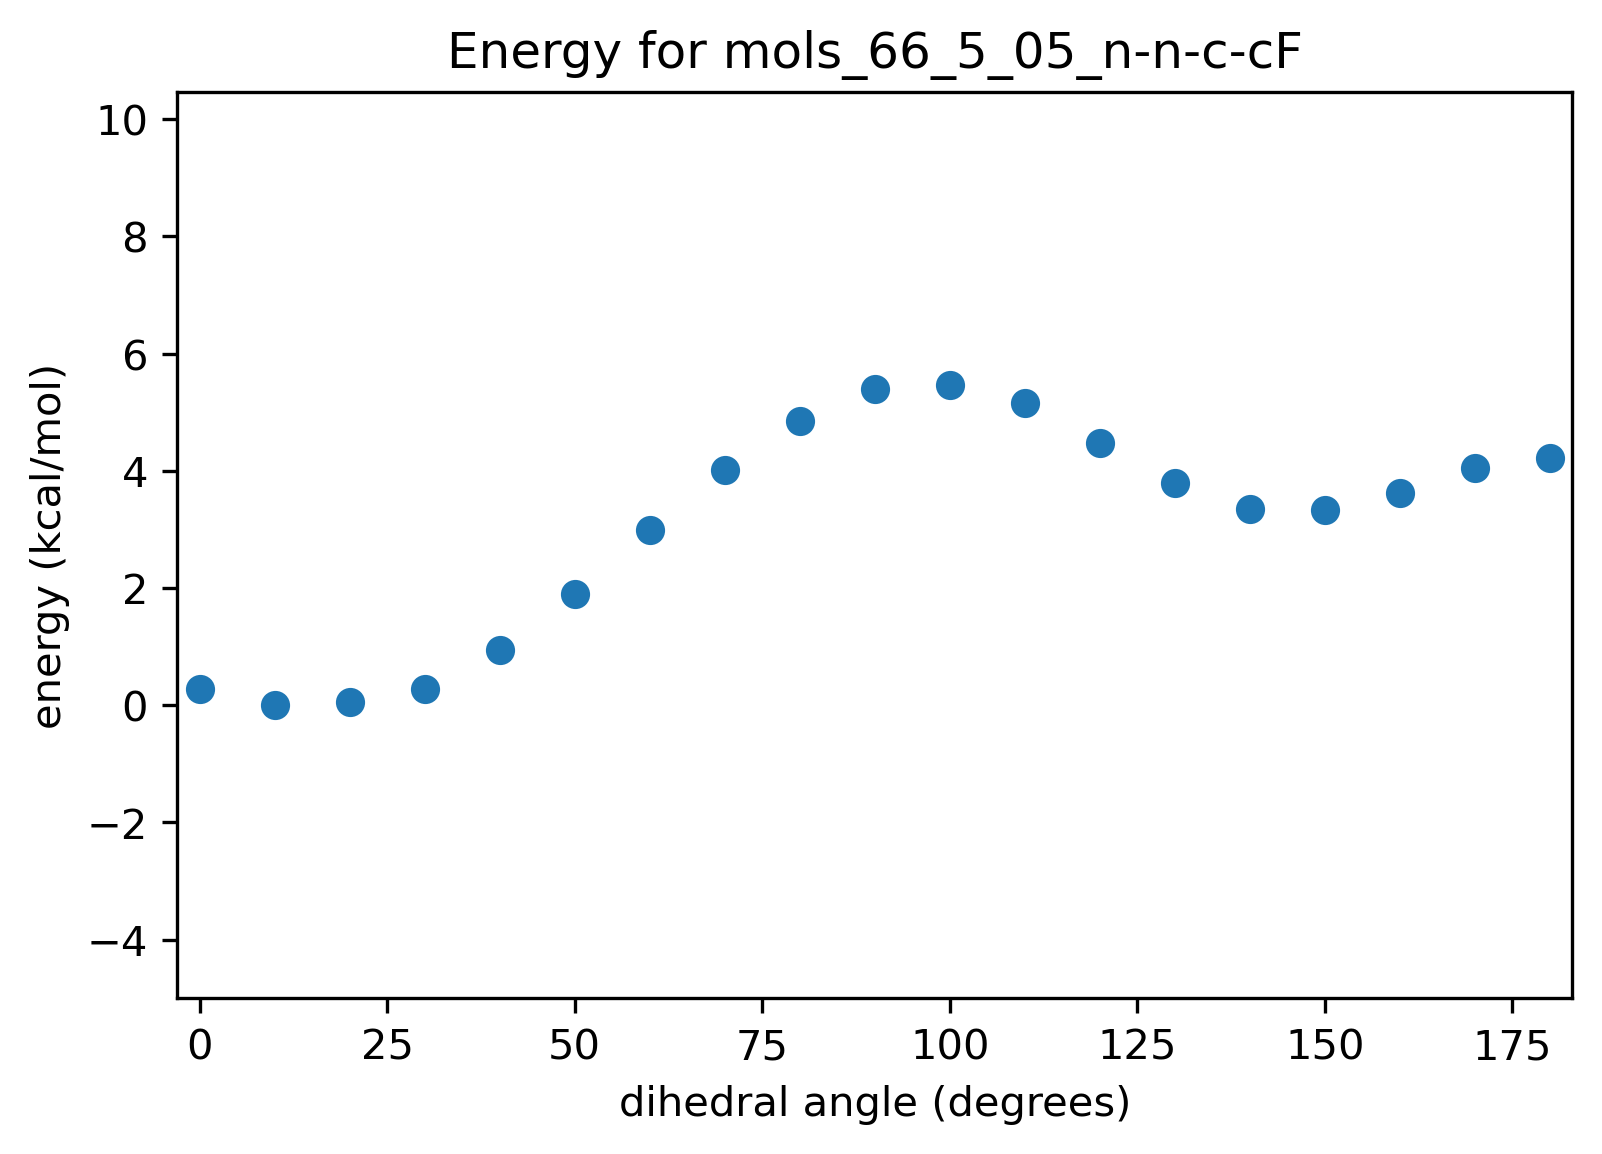 Energy for mols_66_5_05_n-n-c-cF
10
8
6
4
2
0
−2
−4
energy (kcal/mol)
0 25 50 75 100 125 150 175
dihedral angle (degrees)